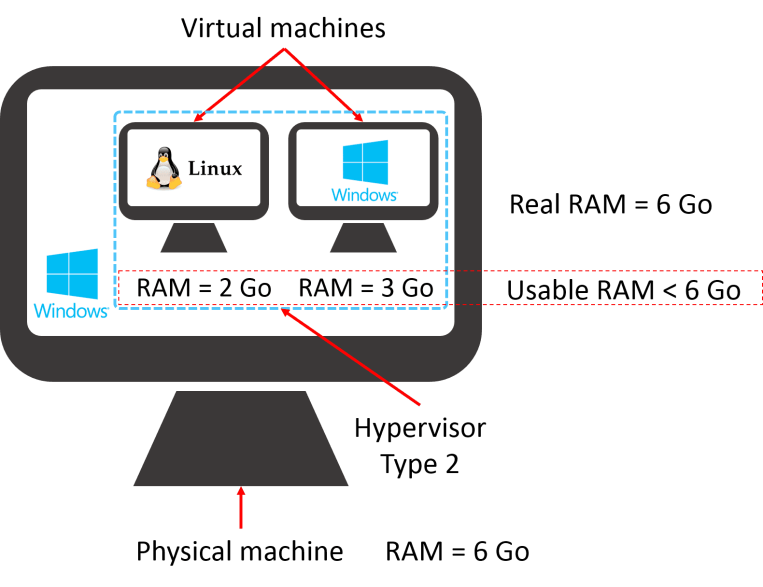 Virtual machines
Linux
Windows
Real RAM = 6 Go
Windows
RAM = 2 Go
RAM = 3 Go
Usable RAM < 6 Go
Hypervisor
Type 2
Physical machine
RAM = 6 Go